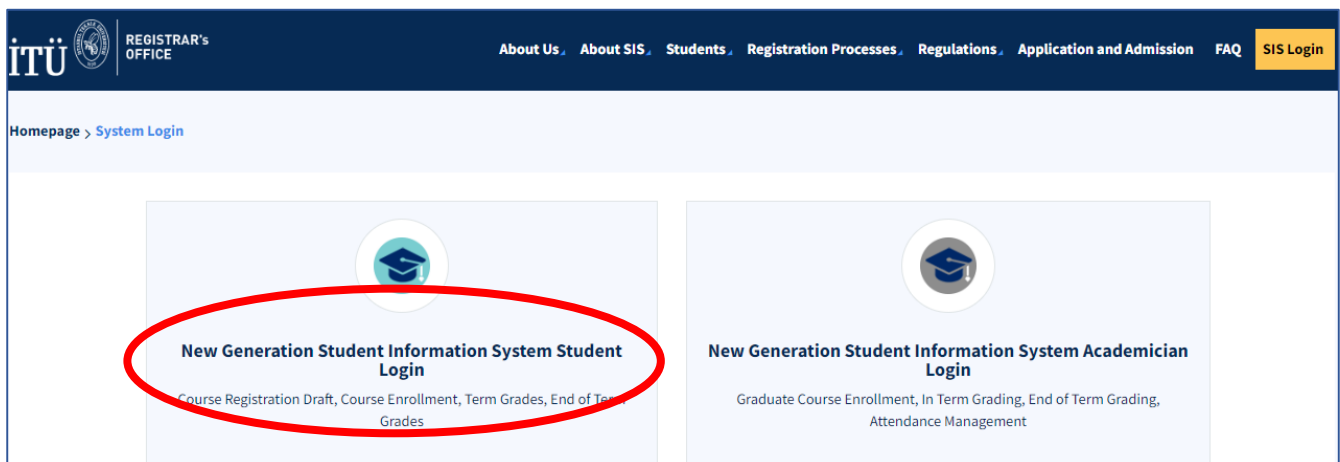 İTÜ
REGISTRAR's
OFFICE
About Us
About SIS
Students
Registration Processes
Regulations
Application and Admission
FAQ
SIS Login
Homepage > System Login
New Generation Student Information System Student
Login
Course Registration Draft, Course Enrollment, Term Grades, End of Term
Grades
New Generation Student Information System Academician
Login
Graduate Course Enrollment, In Term Grading, End of Term Grading,
Attendance Management